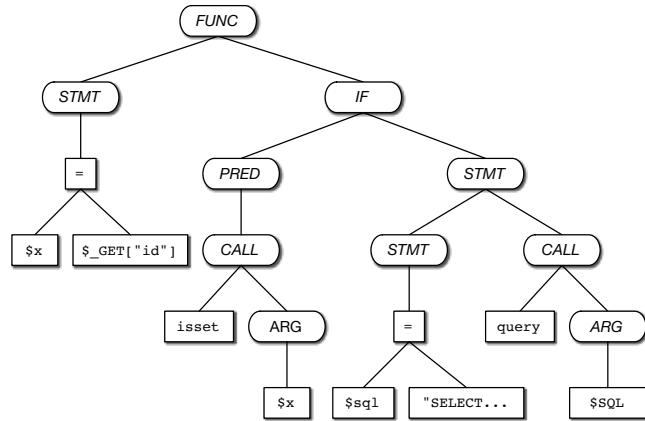 FUNC
STMT
IF
=
PRED
STMT
$x
$_GET["id"]
CALL
STMT
CALL
isset
ARG
=
query
ARG
$x
$sql
"SELECT...
$SQL